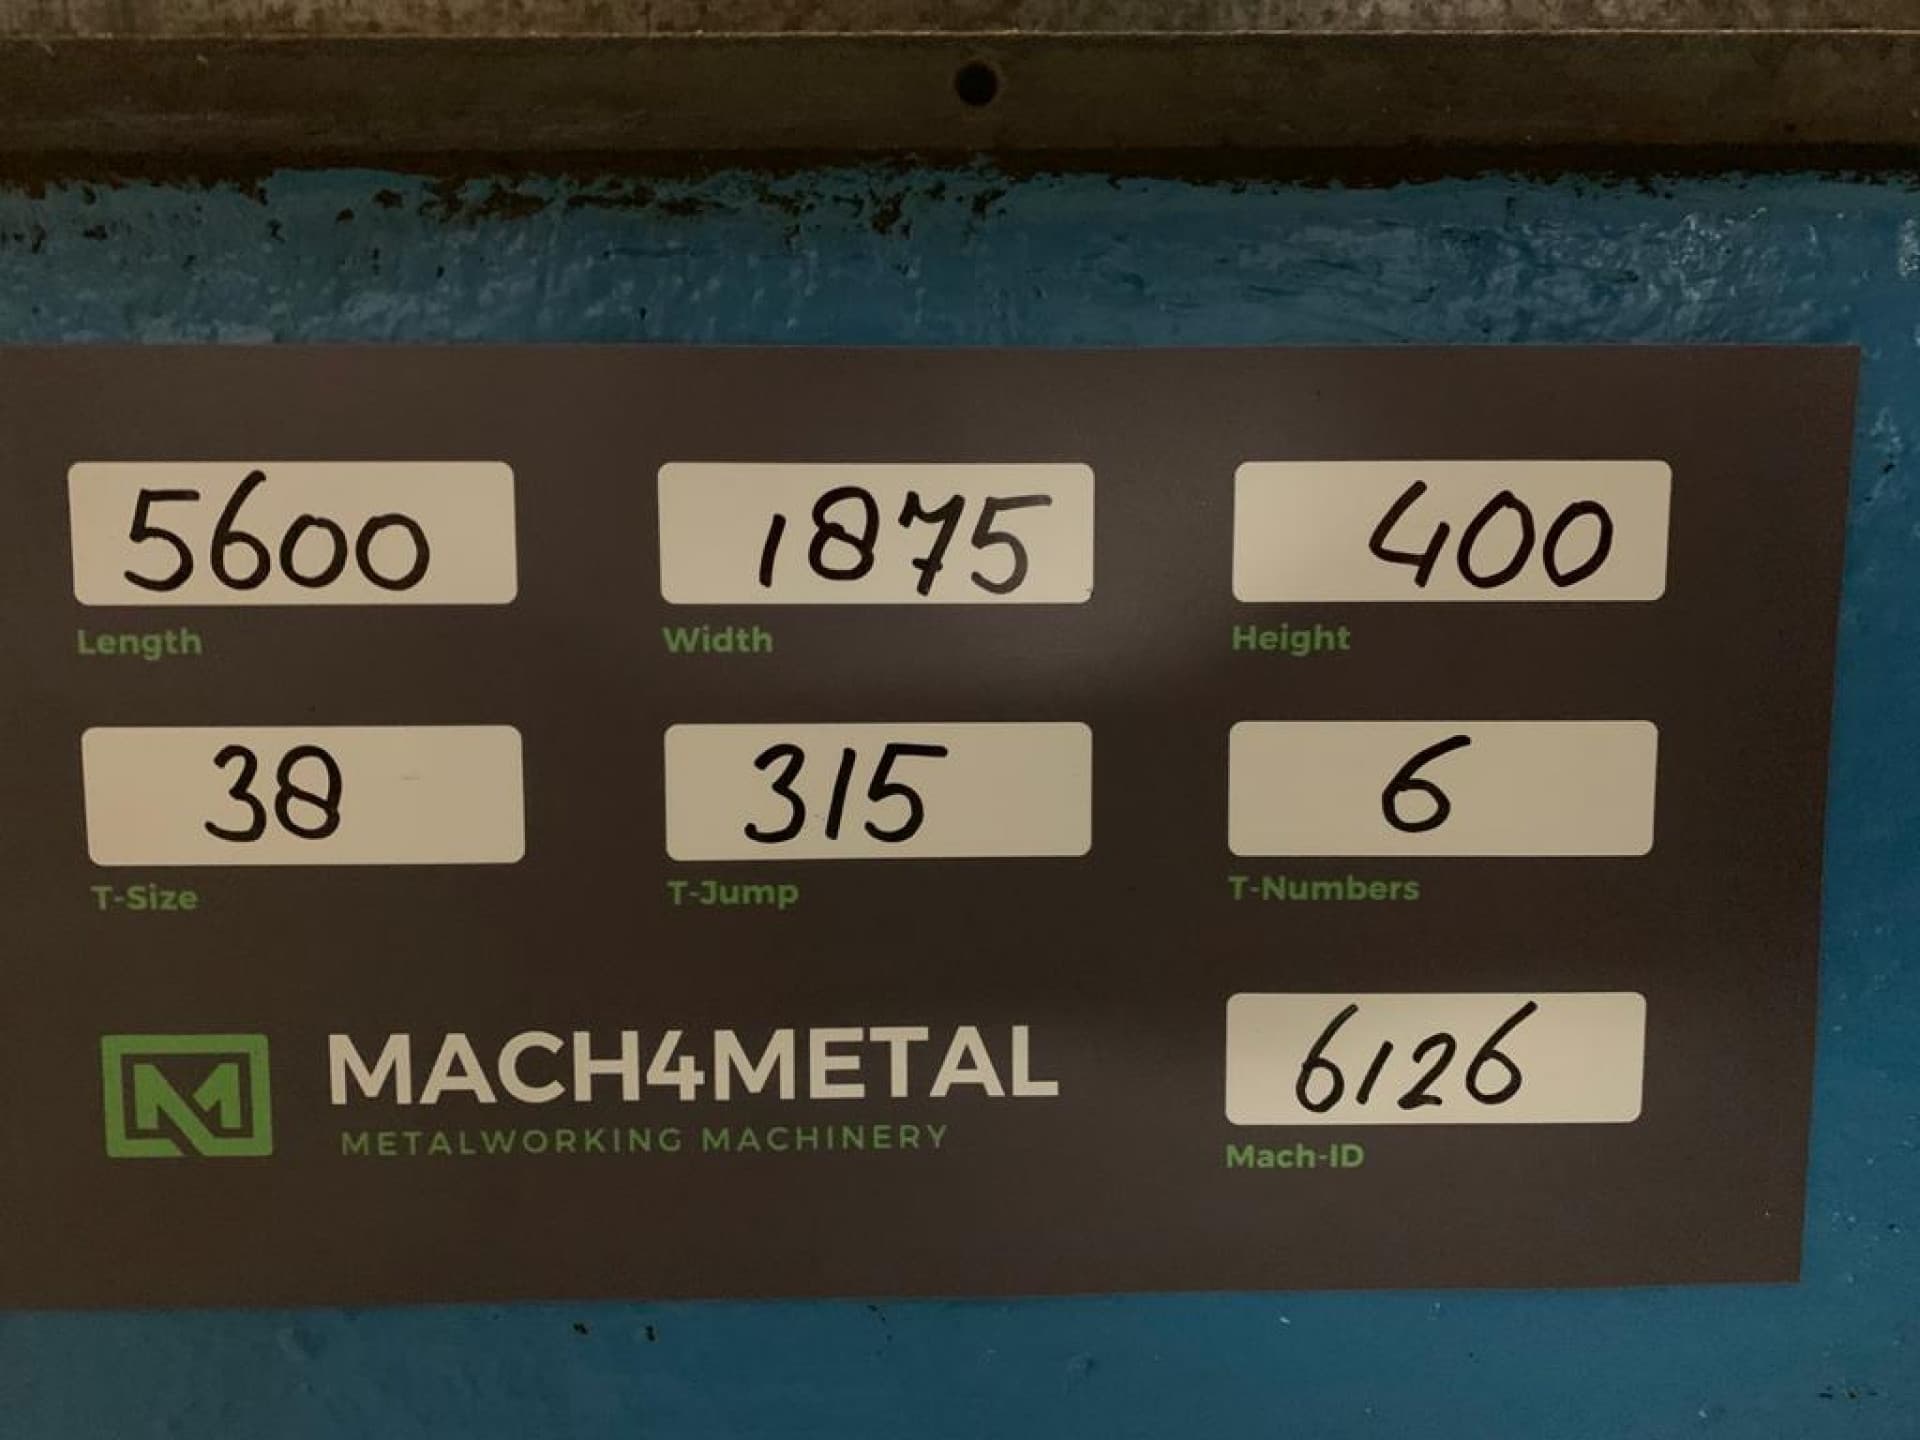 5600 1875 400
Length Width Height
38 315 6
T-Size T-Jump T-Numbers
MACH4METAL
METALWORKING MACHINERY
6126
Mach-ID